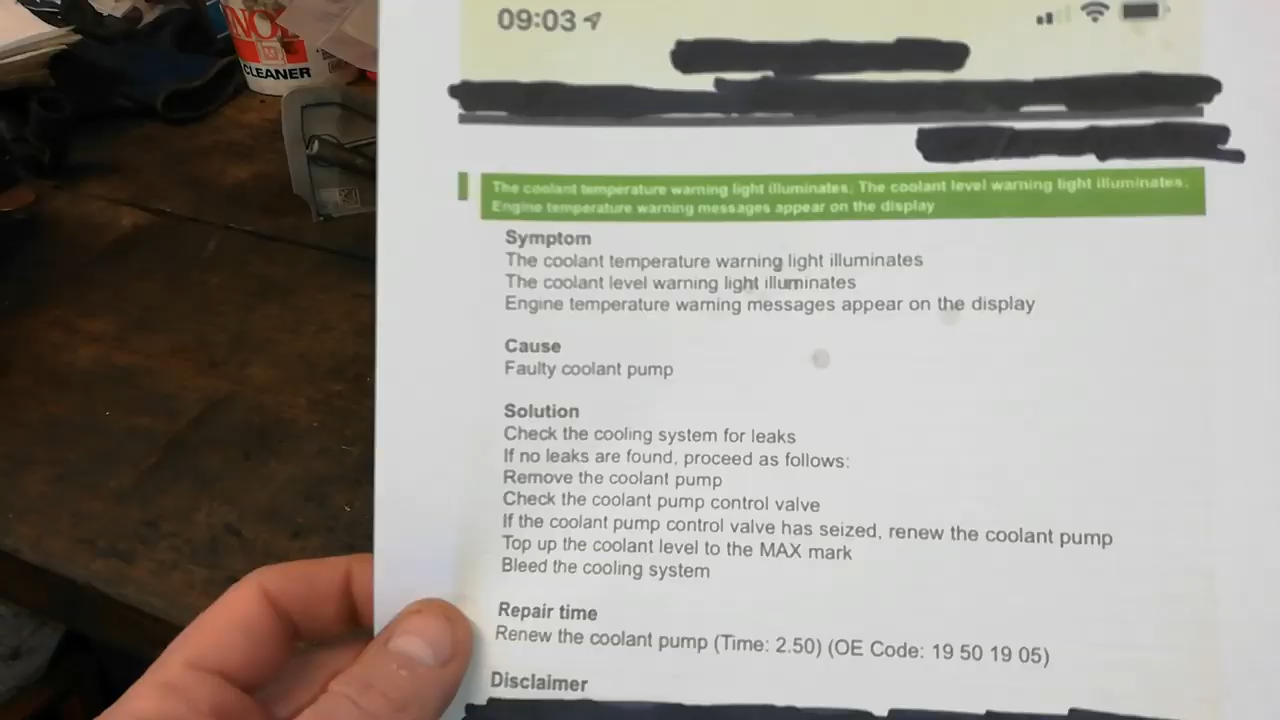 INOX
CLEANER
09:03
The coolant temperature warning light illuminates. The coolant level warning light illuminates.
Engine temperature warning messages appear on the display
Symptom
The coolant temperature warning light illuminates
The coolant level warning light illuminates
Engine temperature warning messages appear on the display
Cause
Faulty coolant pump
Solution
Check the cooling system for leaks
If no leaks are found, proceed as follows:
Remove the coolant pump
Check the coolant pump control valve
If the coolant pump control valve has seized, renew the coolant pump
Top up the coolant level to the MAX mark
Bleed the cooling system
Repair time
Renew the coolant pump (Time: 2.50) (OE Code: 19 50 19 05)
Disclaimer